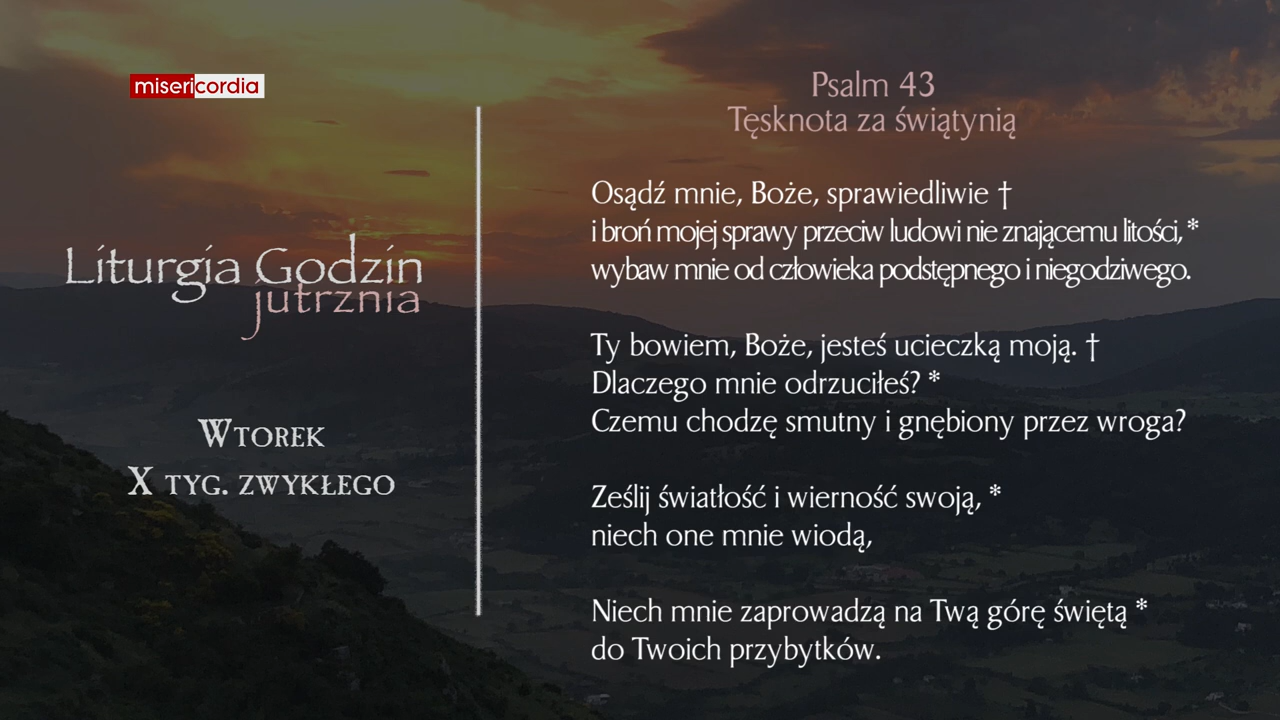 misericordia
Liturgia Godzin
jutrznia
Wtorek
X tyg. zwykłego
Psalm 43
Tęsknota za świątynią
Osądź mnie, Boże, sprawiedliwie †
i broń mojej sprawy przeciw ludowi nie znającemu litości, *
wybaw mnie od człowieka podstępnego i niegodziwego.
Ty bowiem, Boże, jesteś ucieczką moją. †
Dlaczego mnie odrzuciłeś? *
Czemu chodzę smutny i gnębiony przez wroga?
Ześlij światłość i wierność swoją, *
niech one mnie wiodą,
Niech mnie zaprowadzą na Twą górę świętą *
do Twoich przybytków.